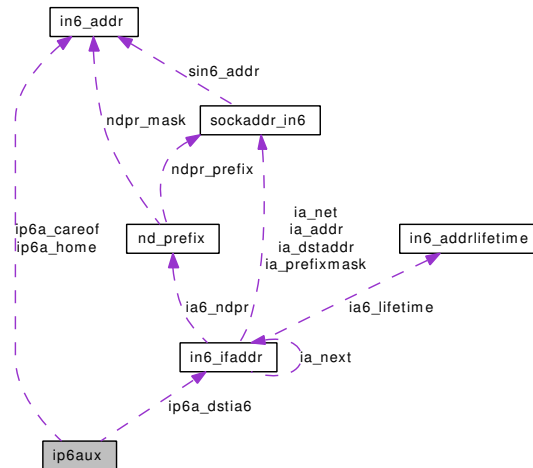 in6_addr
sin6_addr
ndpr_mask
sockaddr_in6
ndpr_prefix
ia_net
ia_addr
ia_dstaddr
ia_prefixmask
ip6a_careof
ip6a_home
nd_prefix
in6_addrlifetime
ia6_ndpr
ia6_lifetime
in6_ifaddr
ia_next
ip6a_dstia6
ip6aux